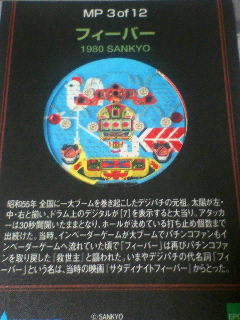 MP 3 of 12
フィーバー
1980 SANKYO
昭和55年 全国に一大ブームを巻き起こしたデジパチの元祖。太陽が左・
中・右と揃い、ドラム上のデジタルが「7」を表示すると大当り。アタッカ
ーは30秒間開いたままとなり、ホールが決めている打ち止め個数まで
出続けた。当時、インベーダーゲームが大ブームでパチンコファンもイ
ンベーダーゲームへ流れていた頃で「フィーバー」は再びパチンコファン
を取り戻した「救世主」と謳われた。いまやデジパチの代名詞「フィーバ
ー」という名は、当時の映画「サタデイナイトフィーバー」からとった。
©SANKYO